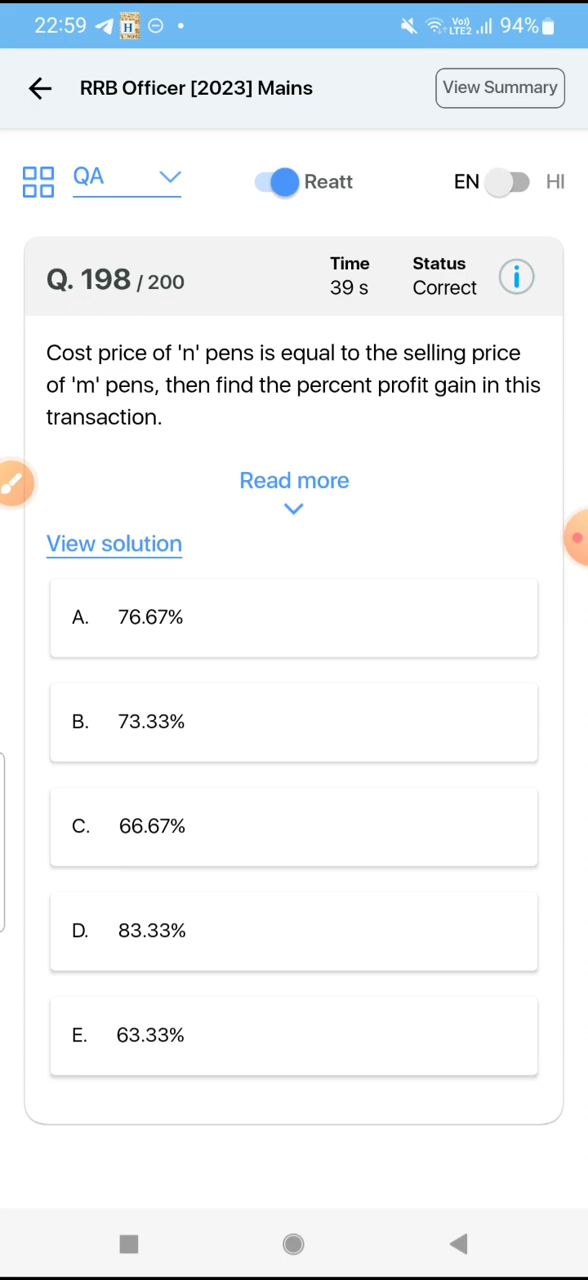 22:59 H Vo)) LTE2 94%
RRB Officer [2023] Mains View Summary
QA Reatt EN HI
Q. 198 / 200 Time 39 s Status Correct i
Cost price of 'n' pens is equal to the selling price
of 'm' pens, then find the percent profit gain in this
transaction.
Read more
View solution
A. 76.67%
B. 73.33%
C. 66.67%
D. 83.33%
E. 63.33%